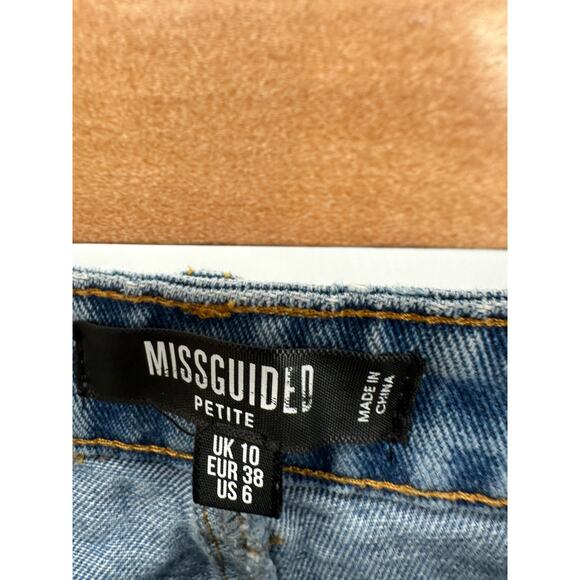 MISSGUIDED
PETITE
MADE IN
CHINA
UK 10
EUR 38
US 6